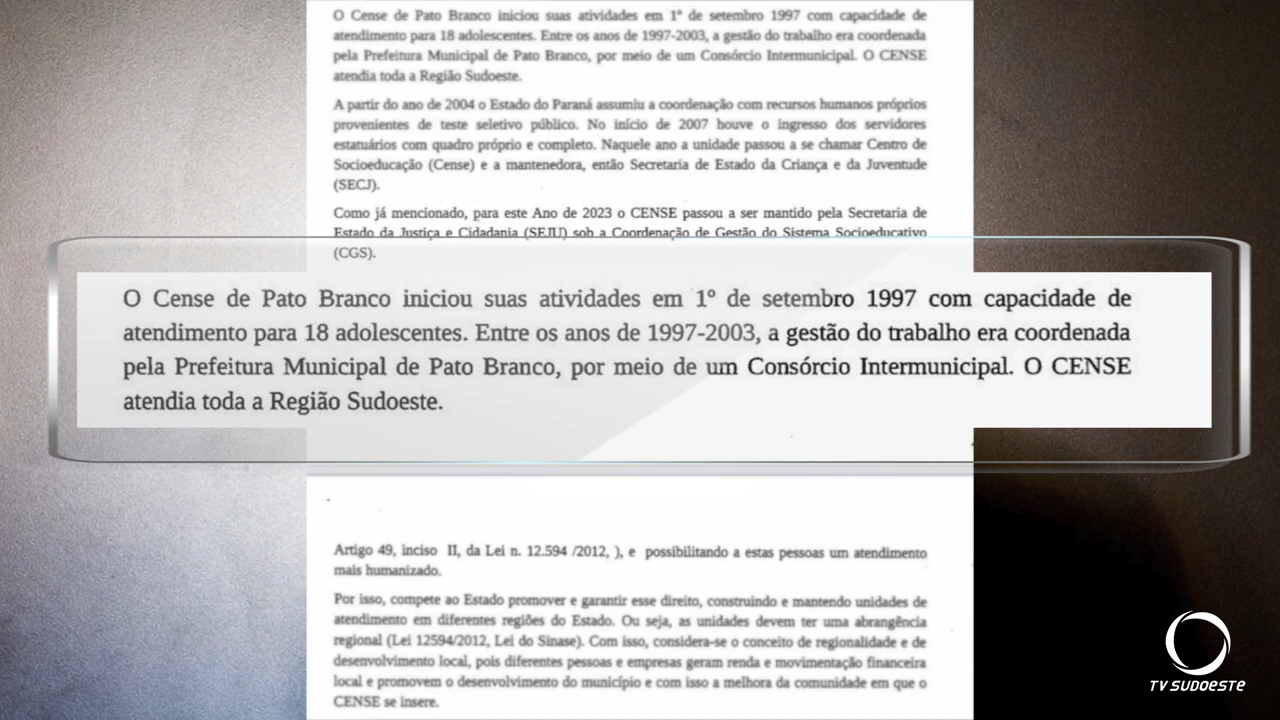 O Cense de Pato Branco iniciou suas atividades em 1º de setembro 1997 com capacidade de
atendimento para 18 adolescentes. Entre os anos de 1997-2003, a gestão do trabalho era coordenada
pela Prefeitura Municipal de Pato Branco, por meio de um Consórcio Intermunicipal. O CENSE
atendia toda a Região Sudoeste.
A partir do ano de 2004 o Estado do Paraná assumiu a coordenação com recursos humanos próprios
provenientes de teste seletivo público. No início de 2007 houve o ingresso dos servidores
estatuários com quadro próprio e completo. Naquele ano a unidade passou a se chamar Centro de
Socioeducação (Cense) e a mantenedora, então Secretaria de Estado da Criança e da Juventude
(SECJ).
Como já mencionado, para este Ano de 2023 o CENSE passou a ser mantido pela Secretaria de
Estado da Justiça e Cidadania (SEJU) sob a Coordenação de Gestão do Sistema Socioeducativo
(CGS).
O Cense de Pato Branco iniciou suas atividades em 1º de setembro 1997 com capacidade de
atendimento para 18 adolescentes. Entre os anos de 1997-2003, a gestão do trabalho era coordenada
pela Prefeitura Municipal de Pato Branco, por meio de um Consórcio Intermunicipal. O CENSE
atendia toda a Região Sudoeste.
Artigo 49, inciso II, da Lei n. 12.594 /2012, ), e possibilitando a estas pessoas um atendimento
mais humanizado.
Por isso, compete ao Estado promover e garantir esse direito, construindo e mantendo unidades de
atendimento em diferentes regiões do Estado. Ou seja, as unidades devem ter uma abrangência
regional (Lei 12594/2012, Lei do Sinase). Com isso, considera-se o conceito de regionalidade e de
desenvolvimento local, pois diferentes pessoas e empresas geram renda e movimentação financeira
local e promovem o desenvolvimento do município e com isso a melhora da comunidade em que o
CENSE se insere.
TV SUDOESTE